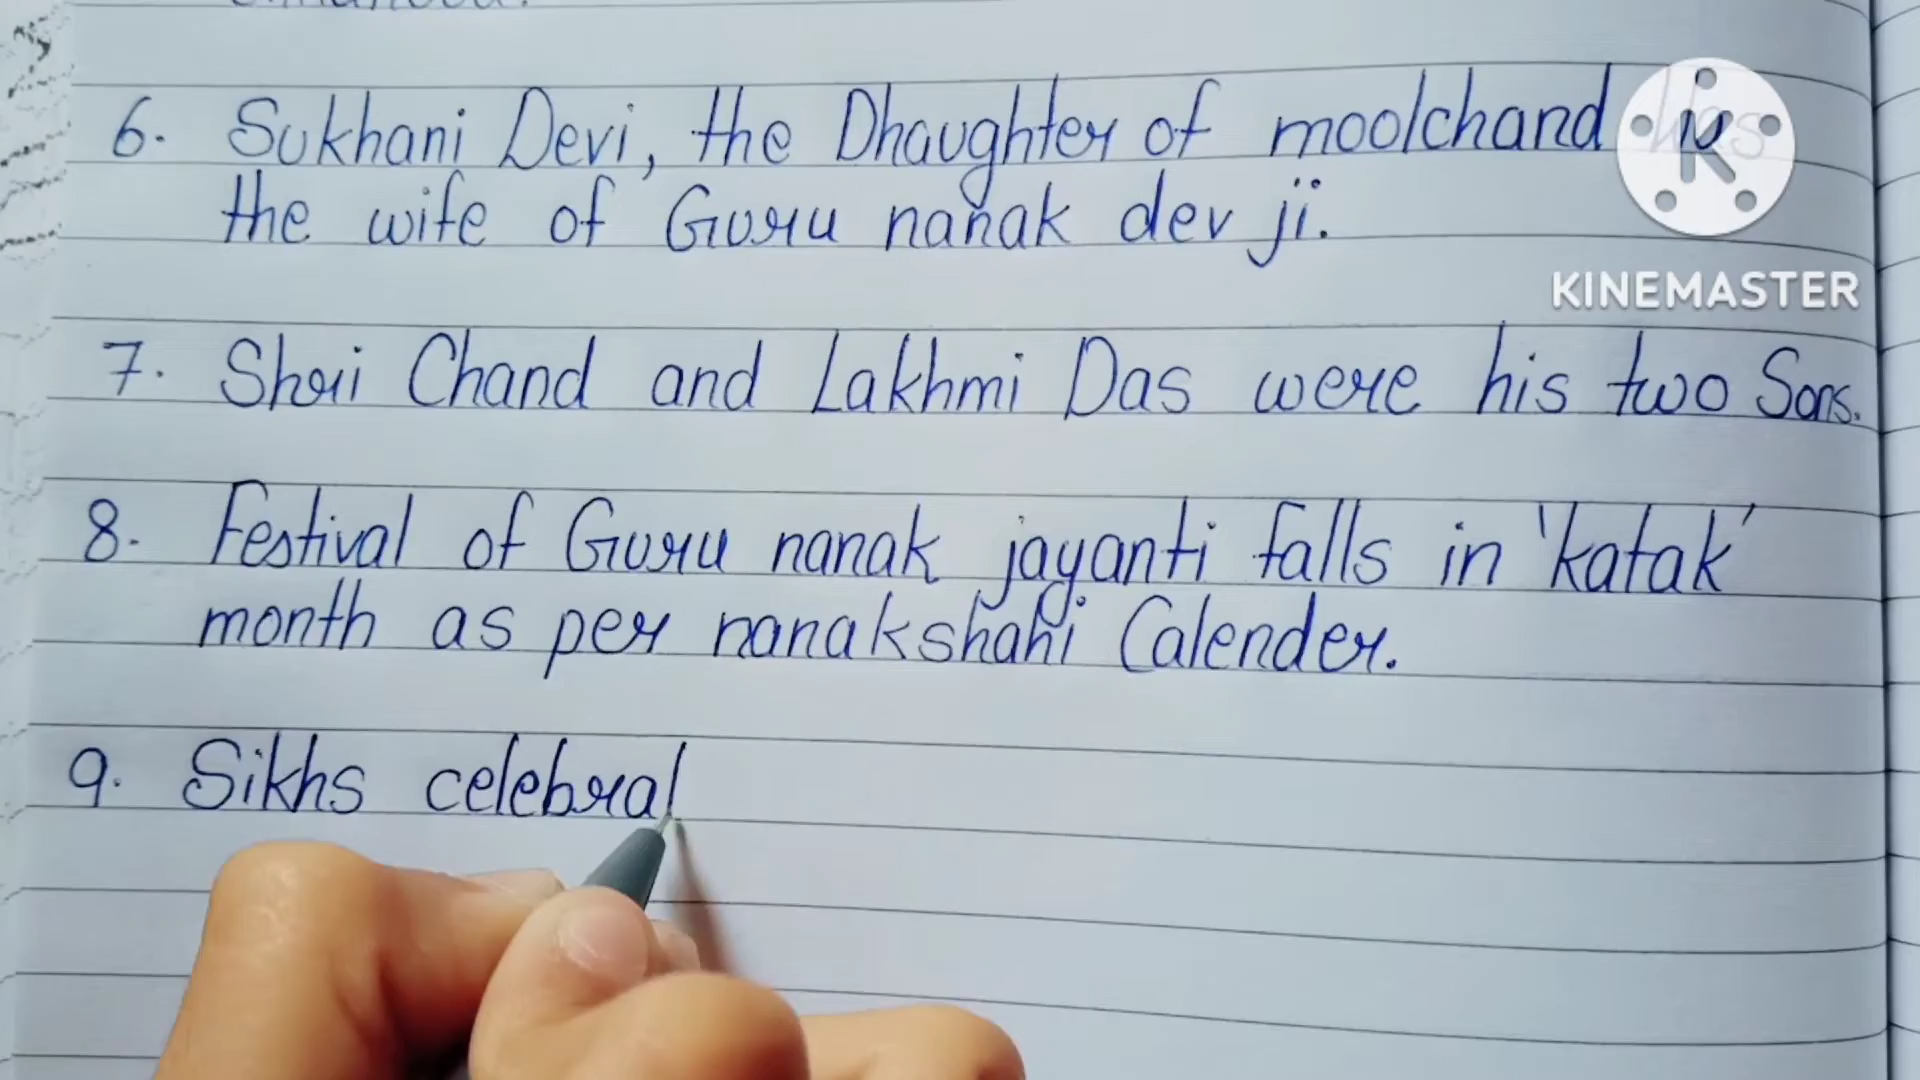 6. Sukhani Devi, the Dhaughter of moolchand was
the wife of Guru nanak dev ji.
KINEMASTER
7. Shri Chand and Lakhmi Das were his two Sons.
8. Festival of Guru nanak jayanti falls in 'katak'
month as per nanakshahi Calender.
9. Sikhs celebra